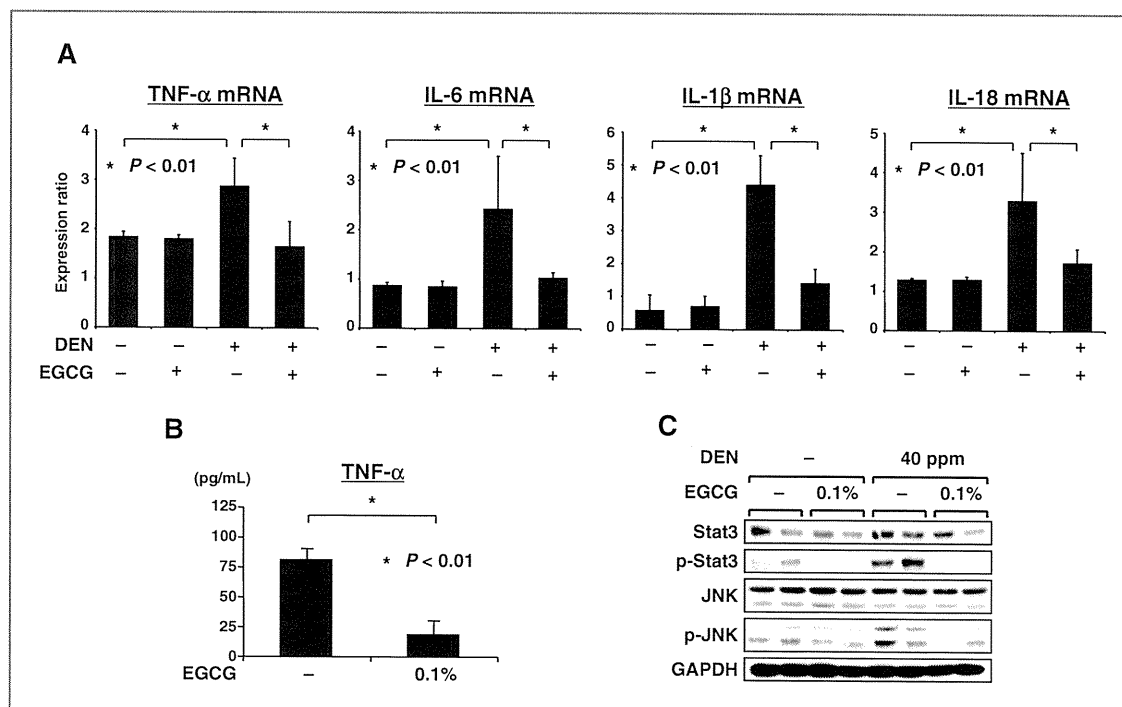 A
TNF-α mRNA
IL-6 mRNA
IL-1β mRNA
IL-18 mRNA
Expression ratio
4
3
2
1
0
* *
* P < 0.01
4
3
2
1
0
* *
* P < 0.01
6
5
4
3
2
1
0
* *
* P < 0.01
5
4
3
2
1
0
* *
* P < 0.01
DEN – – + + – – + + – – + + – – + +
EGCG – + – + – + – + – + – + – + – +
B
TNF-α
(pg/mL)
125
100
75
50
25
0
*
* P < 0.01
EGCG – 0.1%
C
DEN – 40 ppm
EGCG – 0.1% – 0.1%
Stat3
p-Stat3
JNK
p-JNK
GAPDH